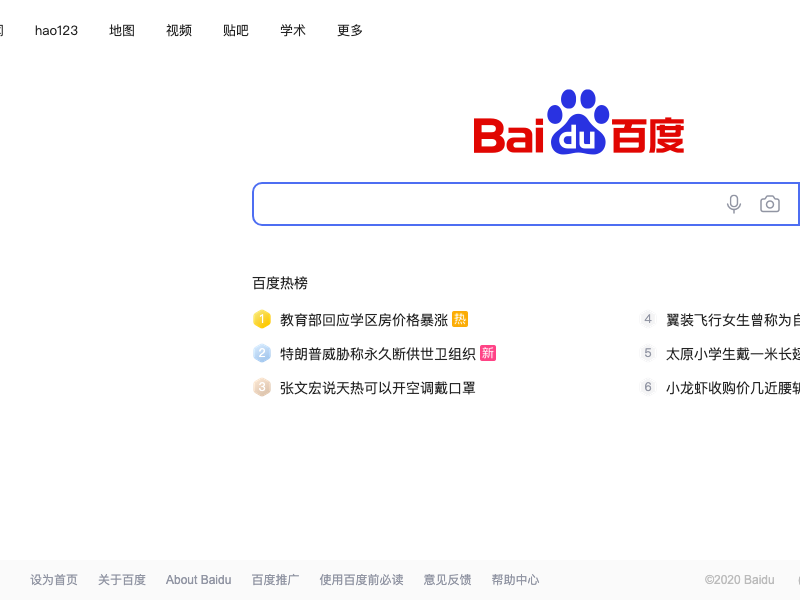 hao123 地图 视频 贴吧 学术 更多
Bai du 百度
百度热榜
1 教育部回应学区房价格暴涨 热
2 特朗普威胁称永久断供世卫组织 新
3 张文宏说天热可以开空调戴口罩
4 翼装飞行女生曾称为自
5 太原小学生戴一米长翅
6 小龙虾收购价几近腰斩
设为首页 关于百度 About Baidu 百度推广 使用百度前必读 意见反馈 帮助中心 ©2020 Baidu